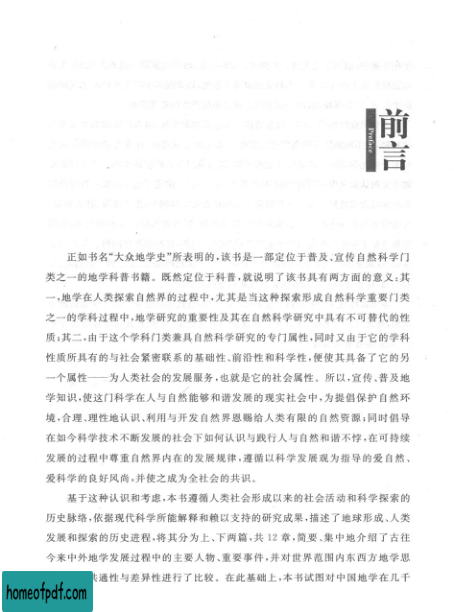 前言
Preface
正如书名“大众地学史”所表明的,该书是一部定位于普及、宣传自然科学门
类之一的地学科普书籍。既然定位于科普,就说明了该书具有两方面的意义:其
一,地学在人类探索自然界的过程中,尤其是当这种探索形成自然科学重要门类
之一的学科过程中,地学研究的重要性及其在自然科学研究中具有不可替代的性
质;其二,由于这个学科门类兼具自然科学研究的专门属性,同时又由于它的学科
性质所具有的与社会紧密联系的基础性、前沿性和科学性,便使其具备了它的另
一个属性——为人类社会的发展服务,也就是它的社会属性。所以,宣传、普及地
学知识,使这门科学在人与自然能够和谐发展的现实社会中,为提倡保护自然环
境,合理、理性地认识、利用与开发自然界恩赐给人类有限的自然资源;同时倡导
在如今科学技术不断发展的社会下如何认识与践行人与自然和谐不悖,在可持续
发展的过程中尊重自然界内在的发展规律,遵循以科学发展观为指导的爱自然、
爱科学的良好风尚,并使之成为全社会的共识。
基于这种认识和考虑,本书遵循人类社会形成以来的社会活动和科学探索的
历史脉络,依据现代科学所能解释和赖以支持的研究成果,描述了地球形成、人类
发展和探索的历史进程,将其分为上、下两篇,共 12 章,简要、集中地介绍了古往
今来中外地学发展过程中的主要人物、重要事件,并对世界范围内东西方地学思
共通性与差异性进行了比较。在此基础上,本书试图对中国地学在几千
homeofpdf.com